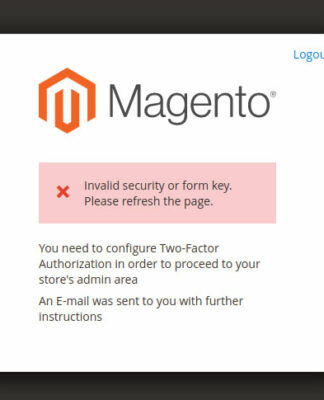 Logou
Magento®
Invalid security or form key.
Please refresh the page.
You need to configure Two-Factor
Authorization in order to proceed to your
store's admin area
An E-mail was sent to you with further
instructions